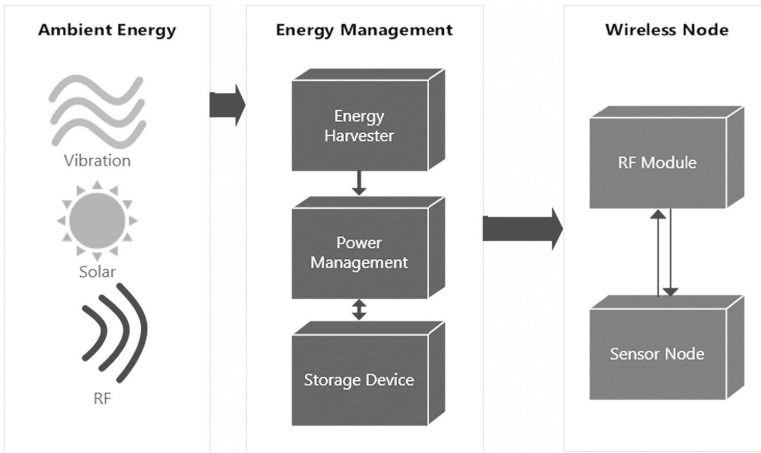 Ambient Energy
Vibration
Solar
RF
Energy Management
Energy
Harvester
Power
Management
Storage Device
Wireless Node
RF Module
Sensor Node